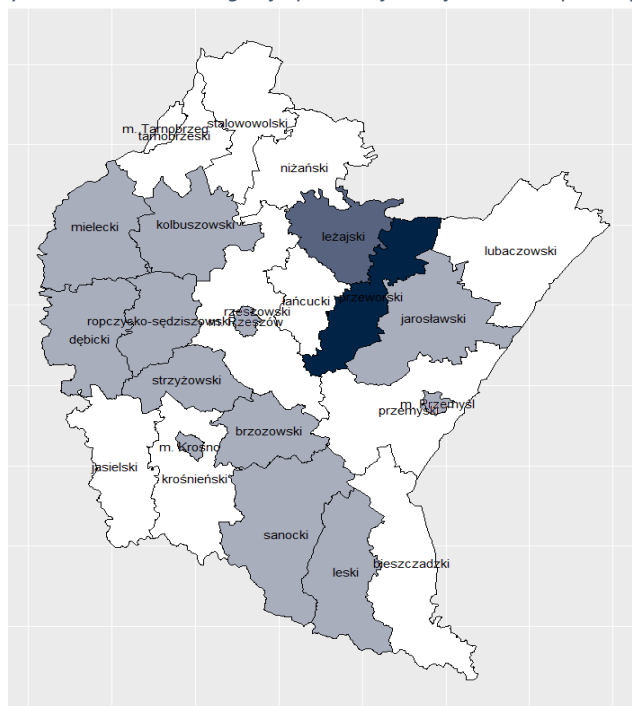 stalowowolski
m. Tarnobrzeg
tarnobrzeski
niżański
mielecki
kolbuszowski
leżajski
lubaczowski
przeworski
łańcucki
rzeszowski
m. Rzeszów
ropczycko-sędziszowski
jarosławski
dębicki
strzyżowski
m. Przemyśl
przemyski
brzozowski
m. Krosno
jasielski
krośnieński
sanocki
bieszczadzki
leski